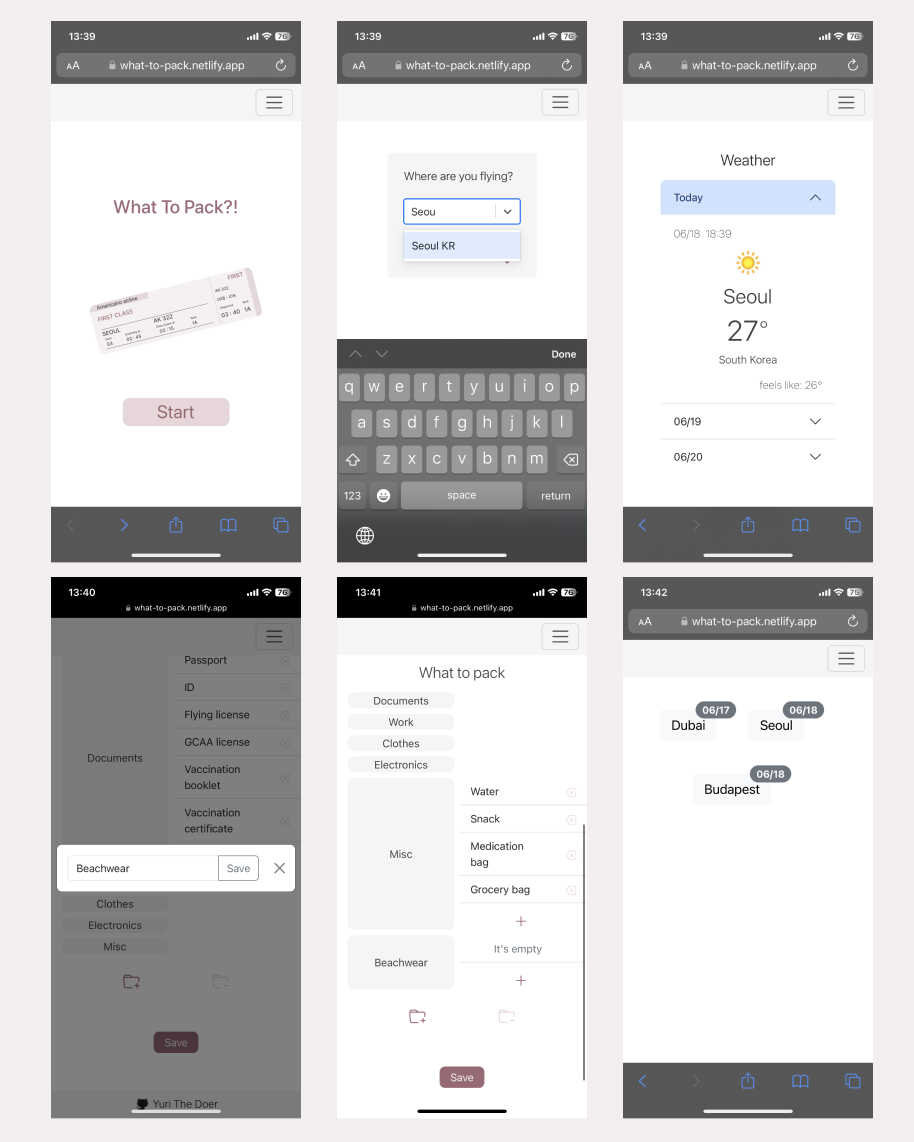 13:39
76
AA
what-to-pack.netlify.app
What To Pack?!
Americano airline
FIRST
FIRST CLASS
AK 322
AK 322
DXB - ICN
SEOUL
03:45
03:15
1A
03:40 1A
Start
13:39
76
AA
what-to-pack.netlify.app
Where are you flying?
Seou
Seoul KR
Done
q w e r t y u i o p
a s d f g h j k l
z x c v b n m
123
space
return
13:39
76
AA
what-to-pack.netlify.app
Weather
Today
06/18 18:39
Seoul
27°
South Korea
feels like: 26°
06/19
06/20
13:40
76
what-to-pack.netlify.app
Passport
ID
Flying license
GCAA license
Documents
Vaccination
booklet
Vaccination
certificate
Beachwear
Save
Clothes
Electronics
Misc
Save
Yuri The Doer
13:41
76
what-to-pack.netlify.app
What to pack
Documents
Work
Clothes
Electronics
Misc
Water
Snack
Medication
bag
Grocery bag
+
Beachwear
It's empty
+
Save
13:42
76
AA
what-to-pack.netlify.app
06/17
Dubai
06/18
Seoul
06/18
Budapest